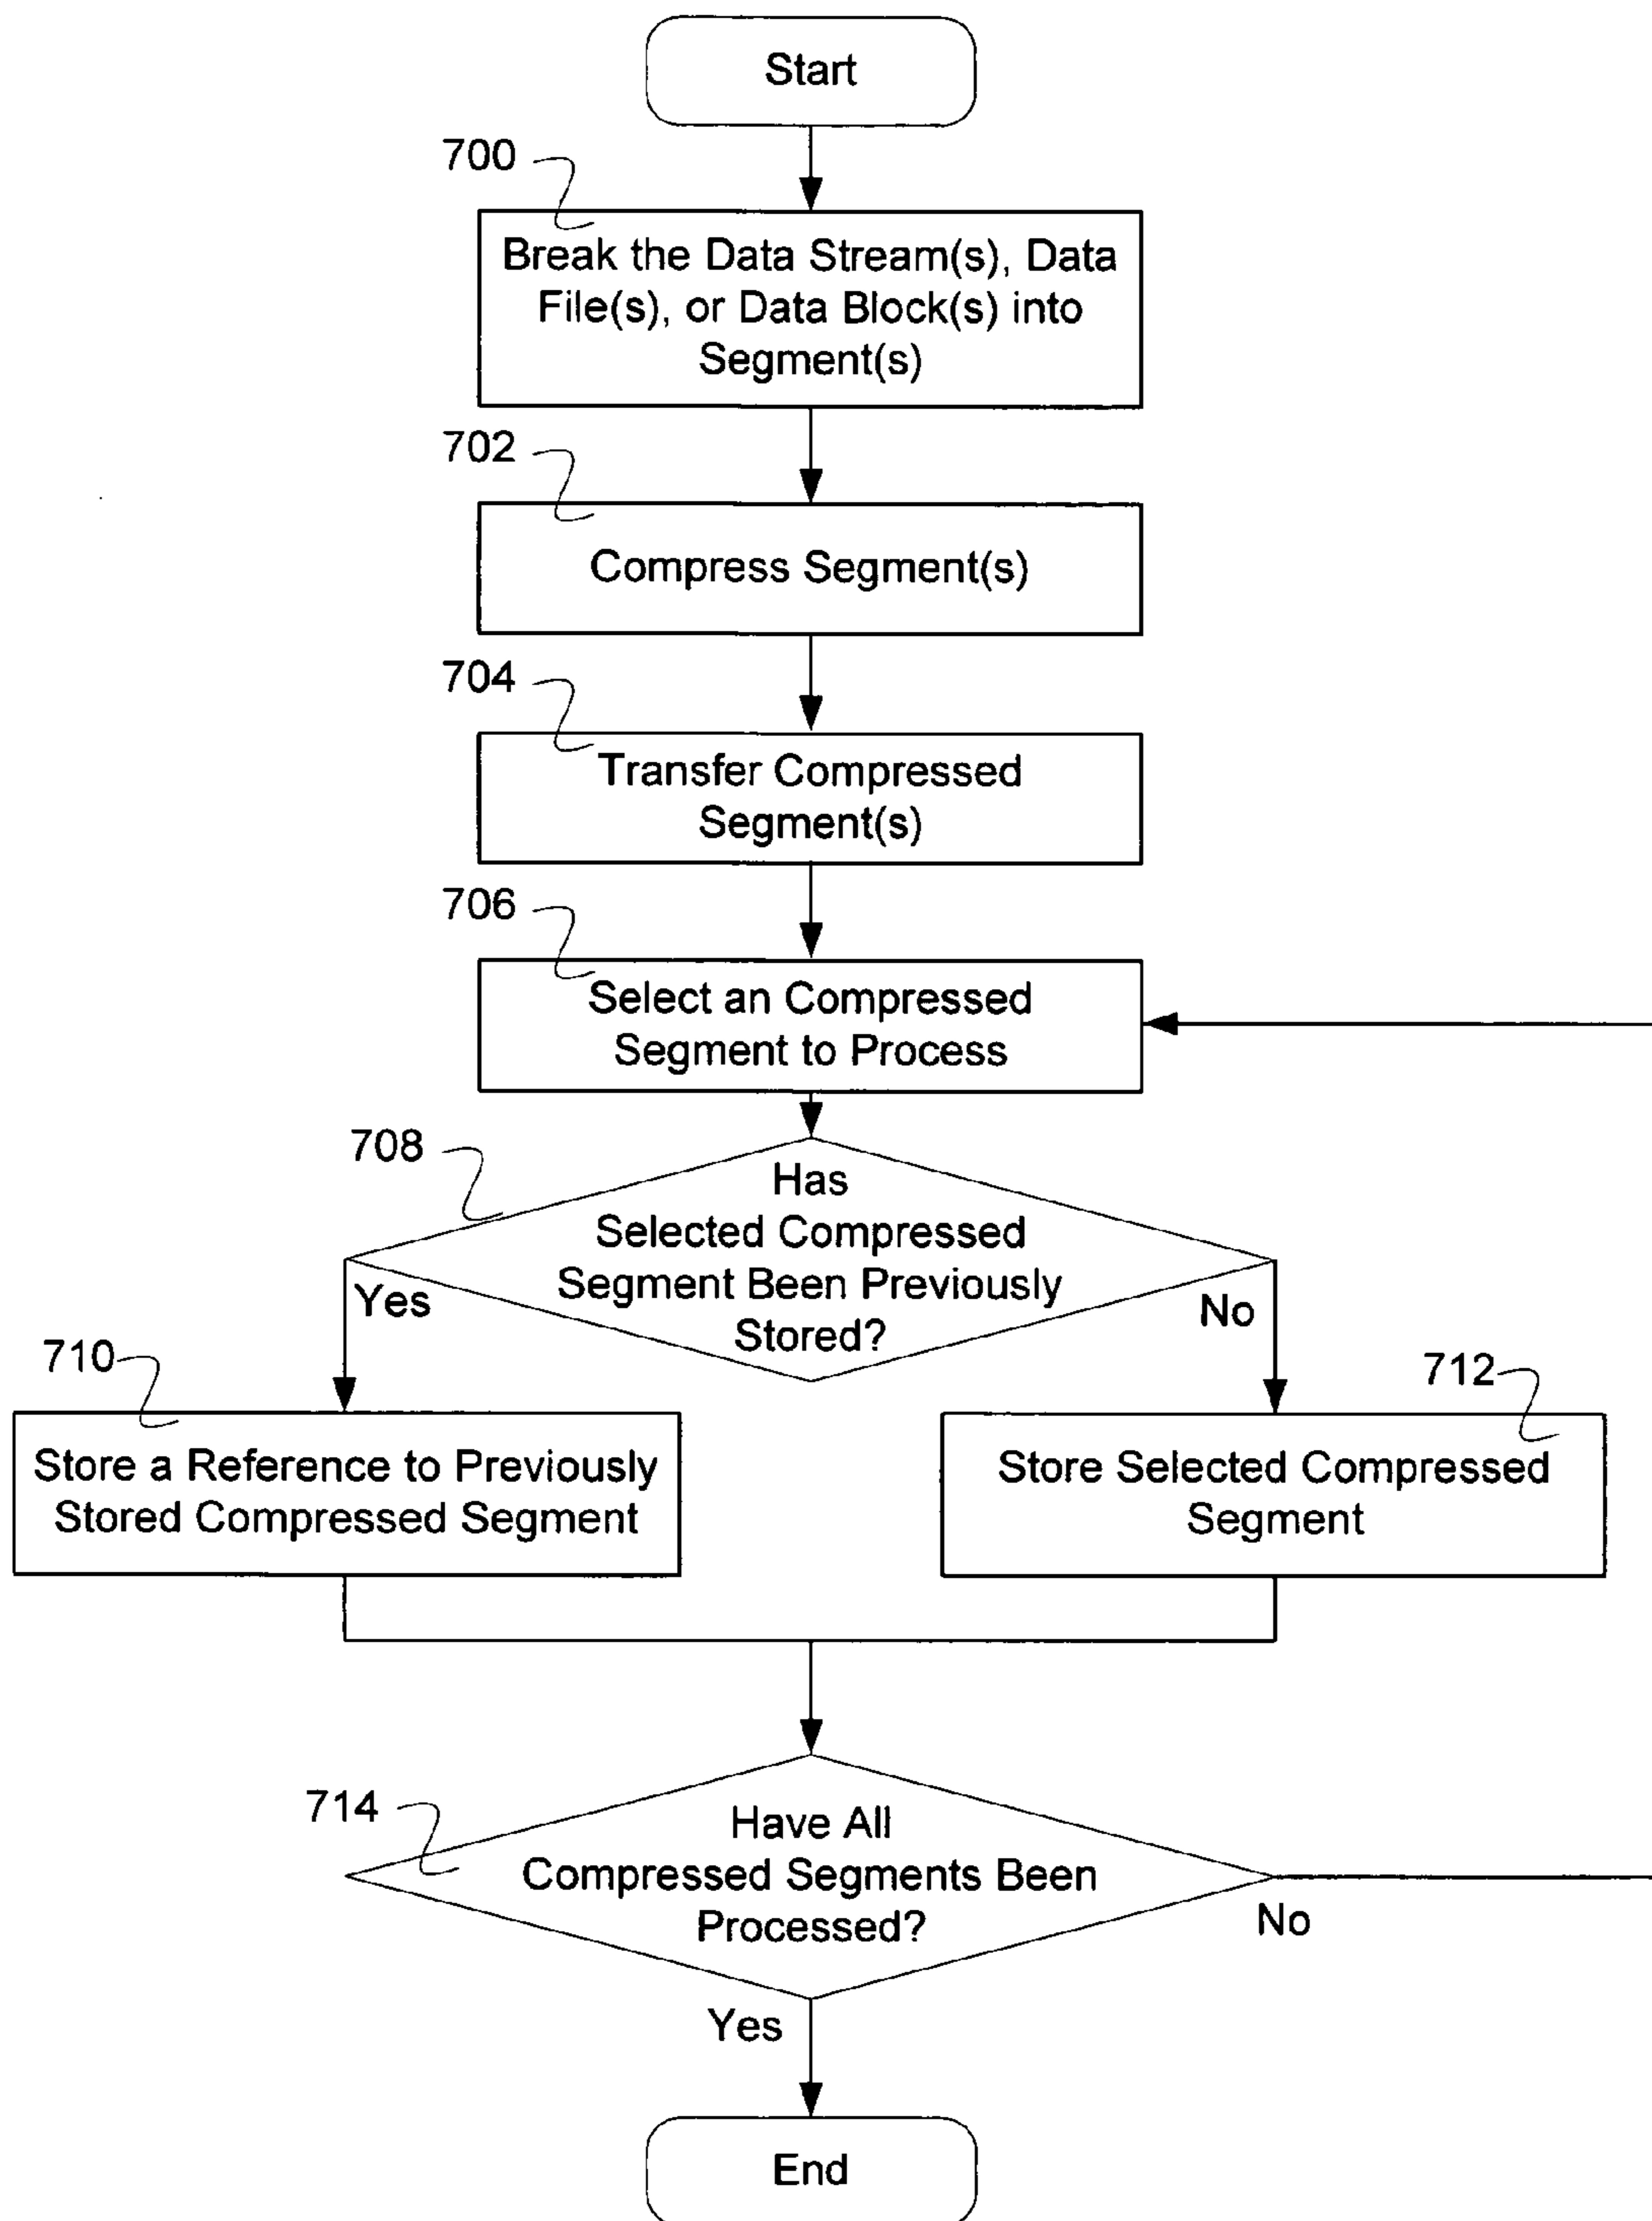 Start
700
Break the Data Stream(s), Data
File(s), or Data Block(s) into
Segment(s)
702
Compress Segment(s)
704
Transfer Compressed
Segment(s)
706
Select an Compressed
Segment to Process
708
Has
Selected Compressed
Segment Been Previously
Stored?
Yes
No
710
Store a Reference to Previously
Stored Compressed Segment
712
Store Selected Compressed
Segment
714
Have All
Compressed Segments Been
Processed?
No
Yes
End